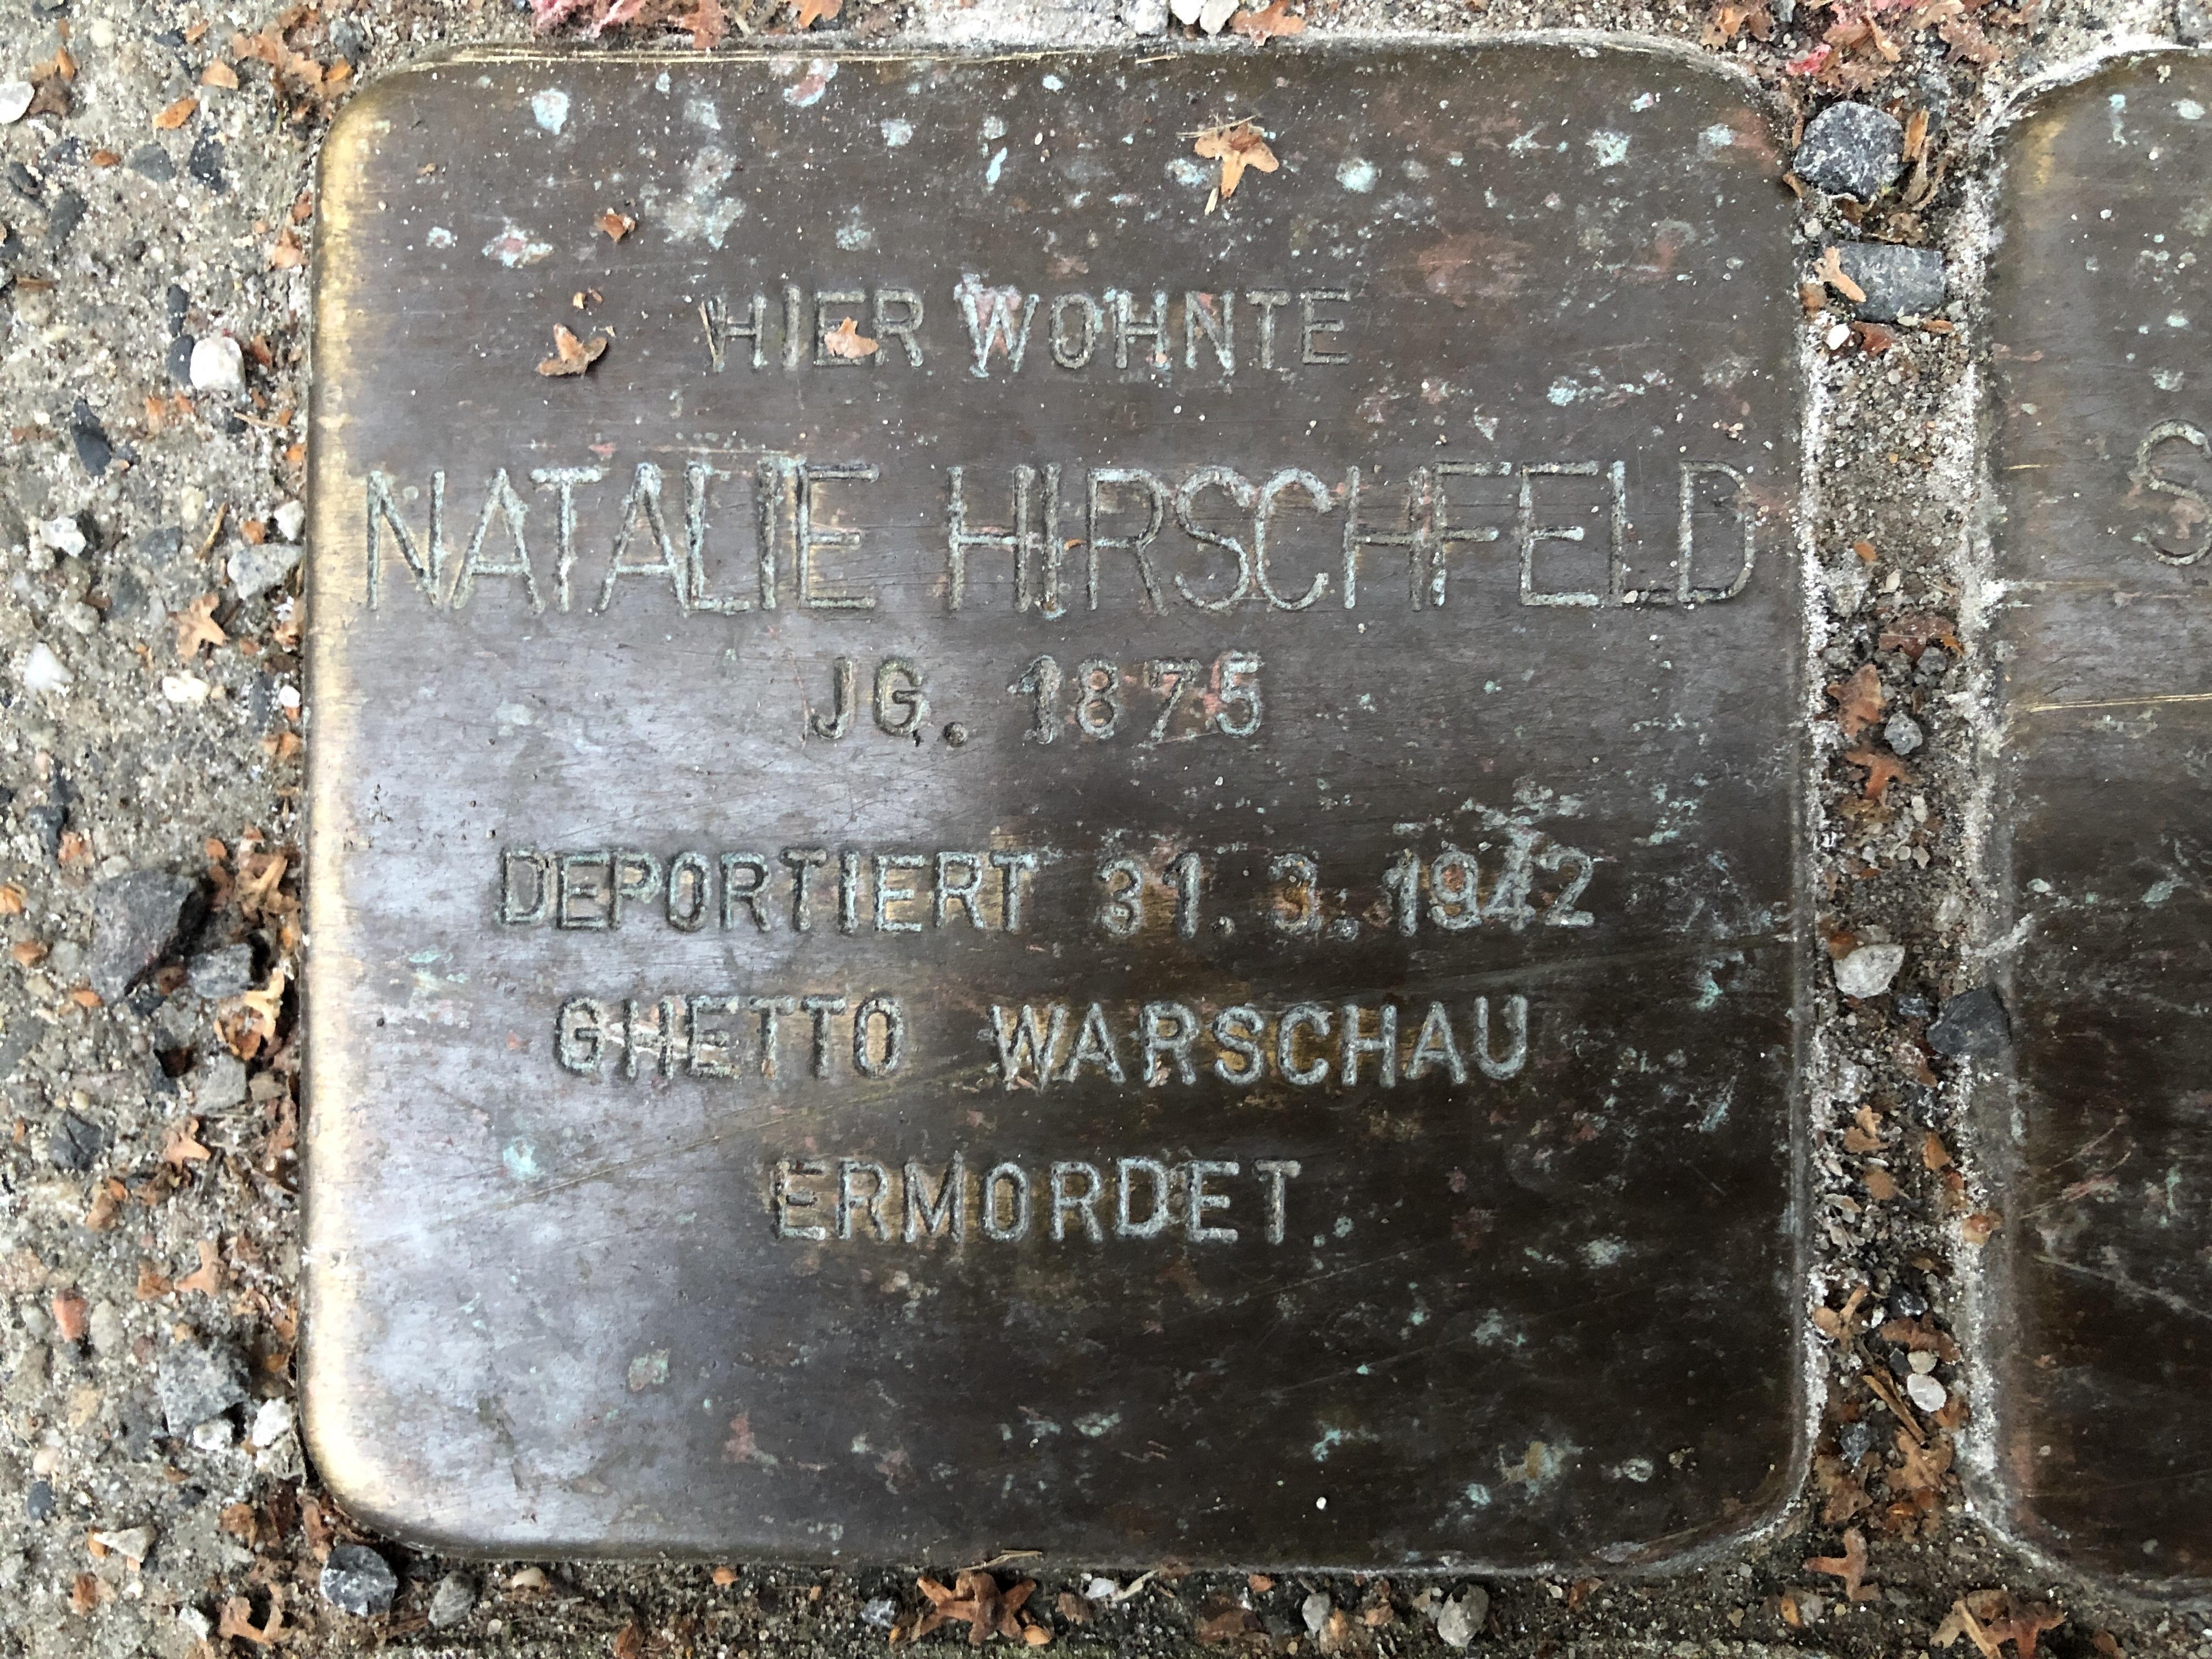 HIER WOHNTE
NATALIE HIRSCHFELD
JG. 1875
DEPORTIERT 31.3.1942
GHETTO WARSCHAU
ERMORDET
S